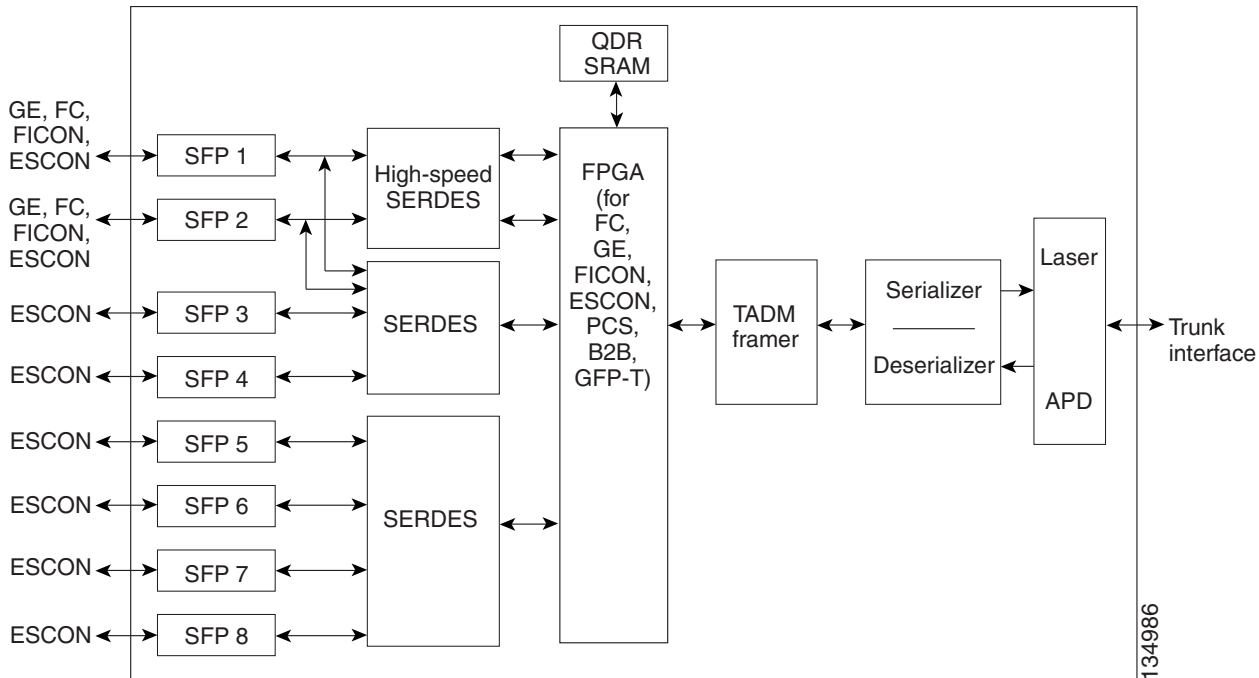 QDR
SRAM
GE, FC,
FICON,
ESCON
SFP 1
High-speed
SERDES
FPGA
(for
FC,
GE,
FICON,
ESCON,
PCS,
B2B,
GFP-T)
GE, FC,
FICON,
ESCON
SFP 2
ESCON
SFP 3
SERDES
ESCON
SFP 4
TADM
framer
Serializer
Deserializer
Laser
APD
Trunk
interface
ESCON
SFP 5
ESCON
SFP 6
SERDES
ESCON
SFP 7
ESCON
SFP 8
134986